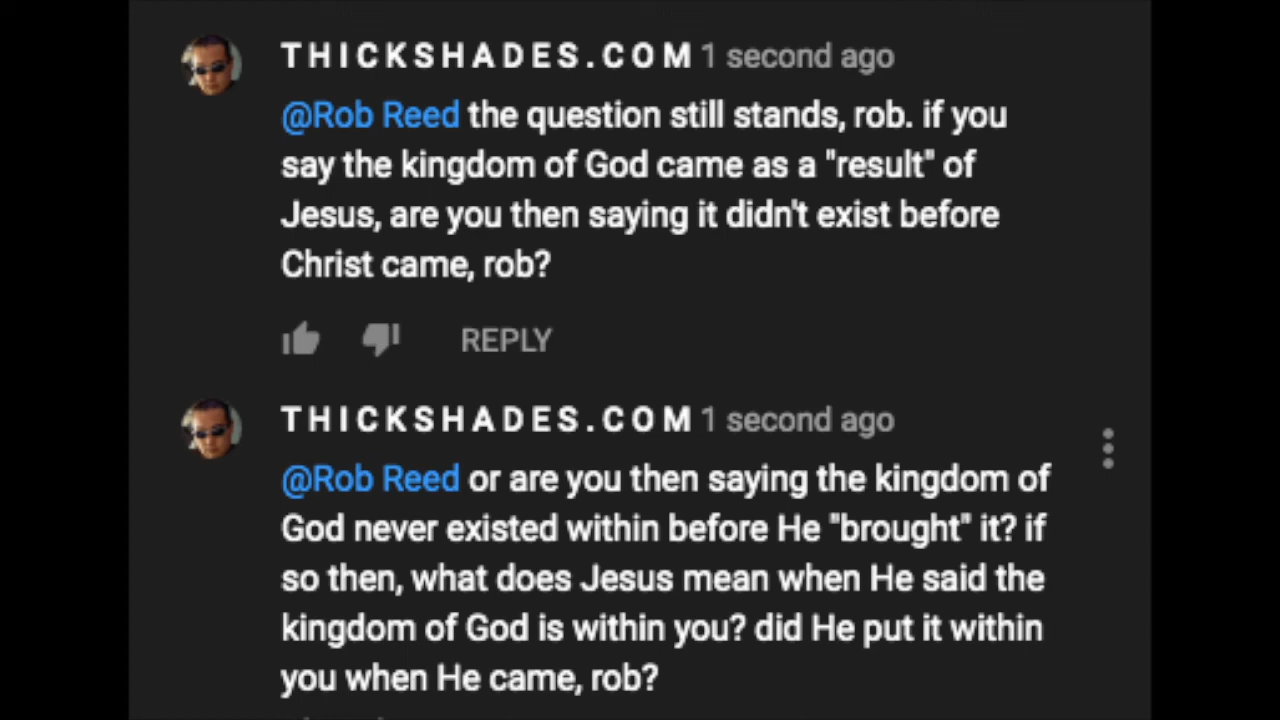 THICKSHADES.COM 1 second ago
@Rob Reed the question still stands, rob. if you
say the kingdom of God came as a "result" of
Jesus, are you then saying it didn't exist before
Christ came, rob?
REPLY
THICKSHADES.COM 1 second ago
@Rob Reed or are you then saying the kingdom of
God never existed within before He "brought" it? if
so then, what does Jesus mean when He said the
kingdom of God is within you? did He put it within
you when He came, rob?